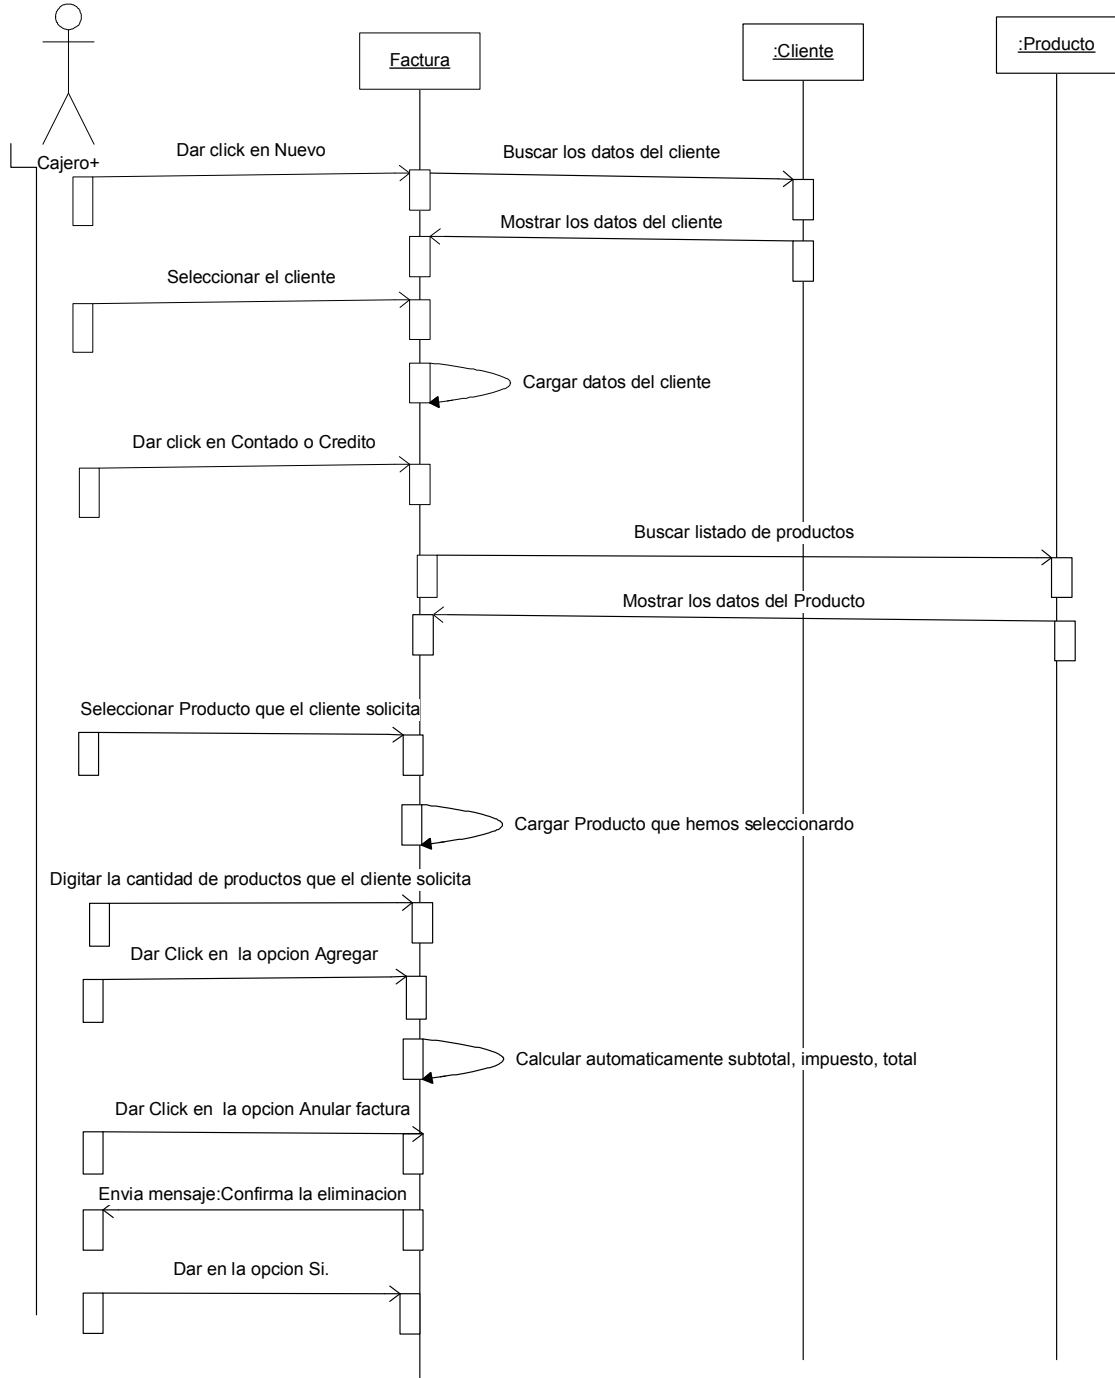 Factura
:Cliente
:Producto
Cajero+
Dar click en Nuevo
Buscar los datos del cliente
Mostrar los datos del cliente
Seleccionar el cliente
Cargar datos del cliente
Dar click en Contado o Credito
Buscar listado de productos
Mostrar los datos del Producto
Seleccionar Producto que el cliente solicita
Cargar Producto que hemos seleccionardo
Digitar la cantidad de productos que el cliente solicita
Dar Click en  la opcion Agregar
Calcular automaticamente subtotal, impuesto, total
Dar Click en  la opcion Anular factura
Envia mensaje:Confirma la eliminacion
Dar en la opcion Si.